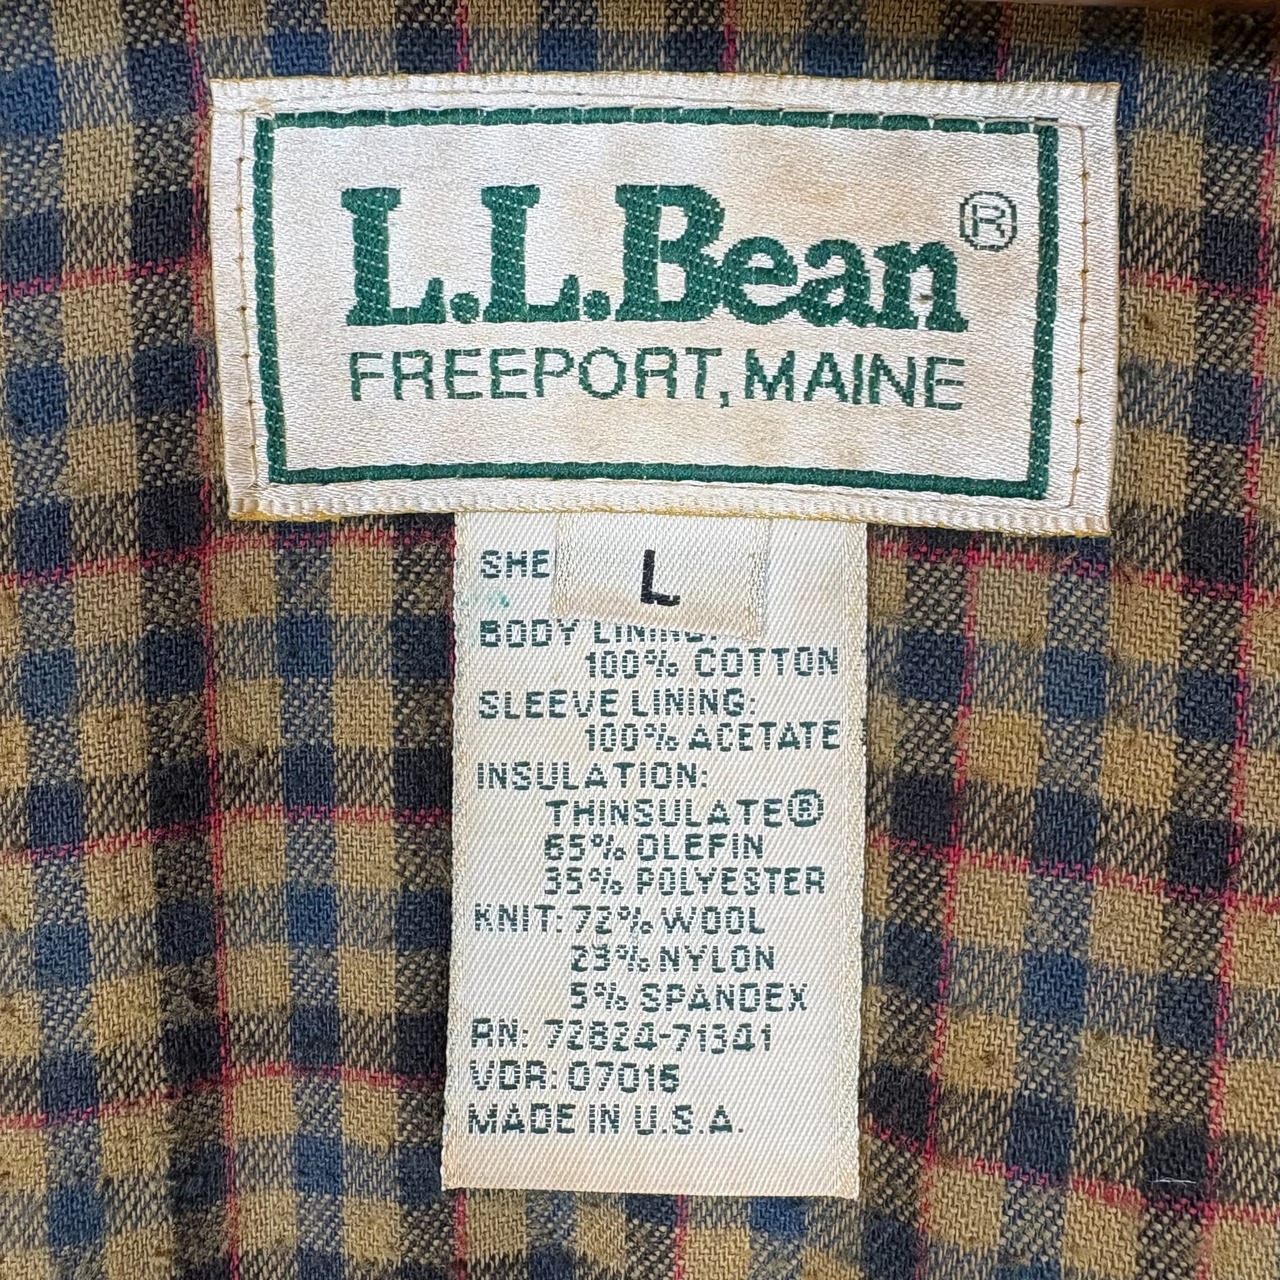 L.L.Bean®
FREEPORT, MAINE
L
SHE
BODY LINING:
100% COTTON
SLEEVE LINING:
100% ACETATE
INSULATION:
THINSULATE®
65% OLEFIN
35% POLYESTER
KNIT: 72% WOOL
23% NYLON
5% SPANDEX
RN: 72824-71341
VDR: 07015
MADE IN U.S.A.